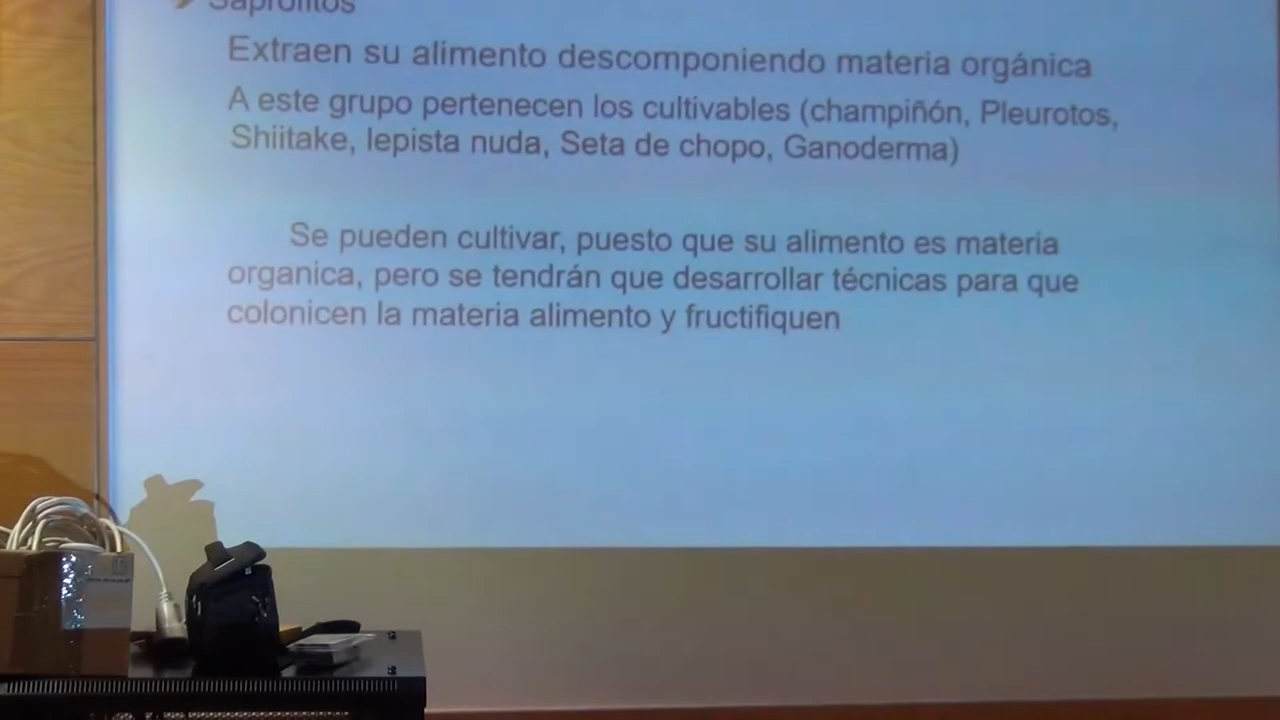 Saprofitos
Extraen su alimento descomponiendo materia orgánica
A este grupo pertenecen los cultivables (champiñón, Pleurotos,
Shiitake, lepista nuda, Seta de chopo, Ganoderma)
Se pueden cultivar, puesto que su alimento es materia
organica, pero se tendrán que desarrollar técnicas para que
colonicen la materia alimento y fructifiquen